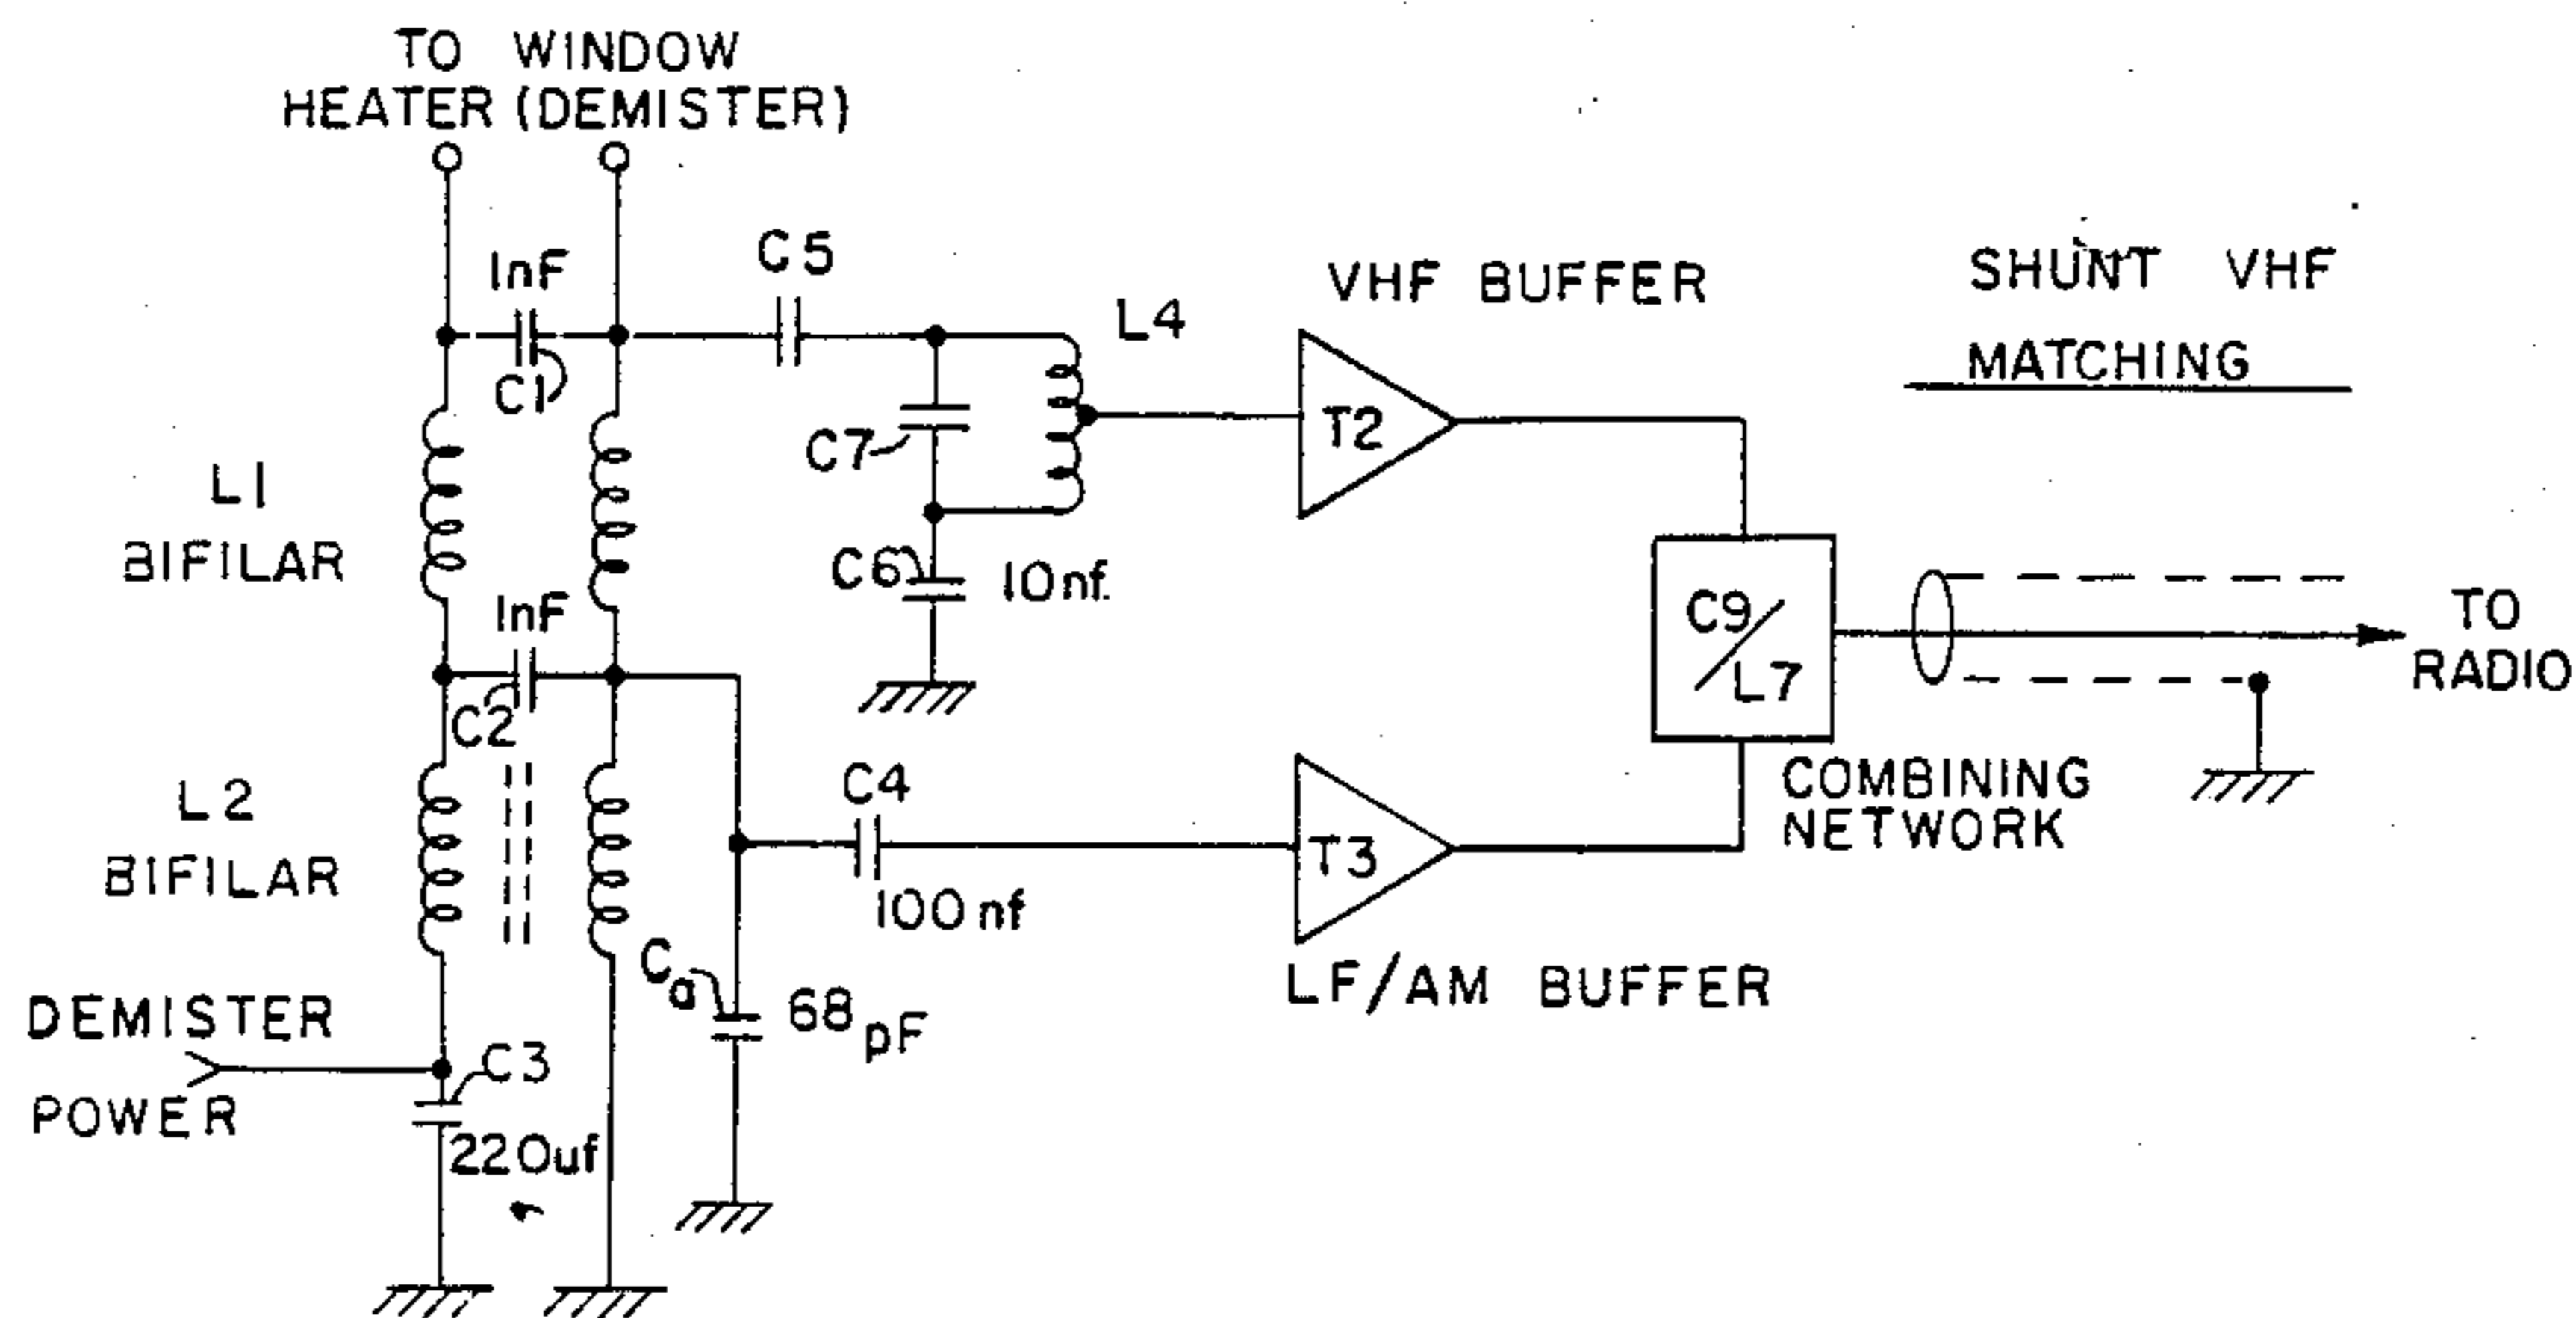 TO WINDOW
HEATER (DEMISTER)
1nF
C1
C5
L4
VHF BUFFER
SHUNT VHF
MATCHING
C7
T2
L1
BIFILAR
C6
10nf.
1nF
C2
C9/L7
TO
RADIO
COMBINING
NETWORK
L2
BIFILAR
C4
100nf
T3
LF/AM BUFFER
Ca
68pF
DEMISTER
POWER
C3
220uf